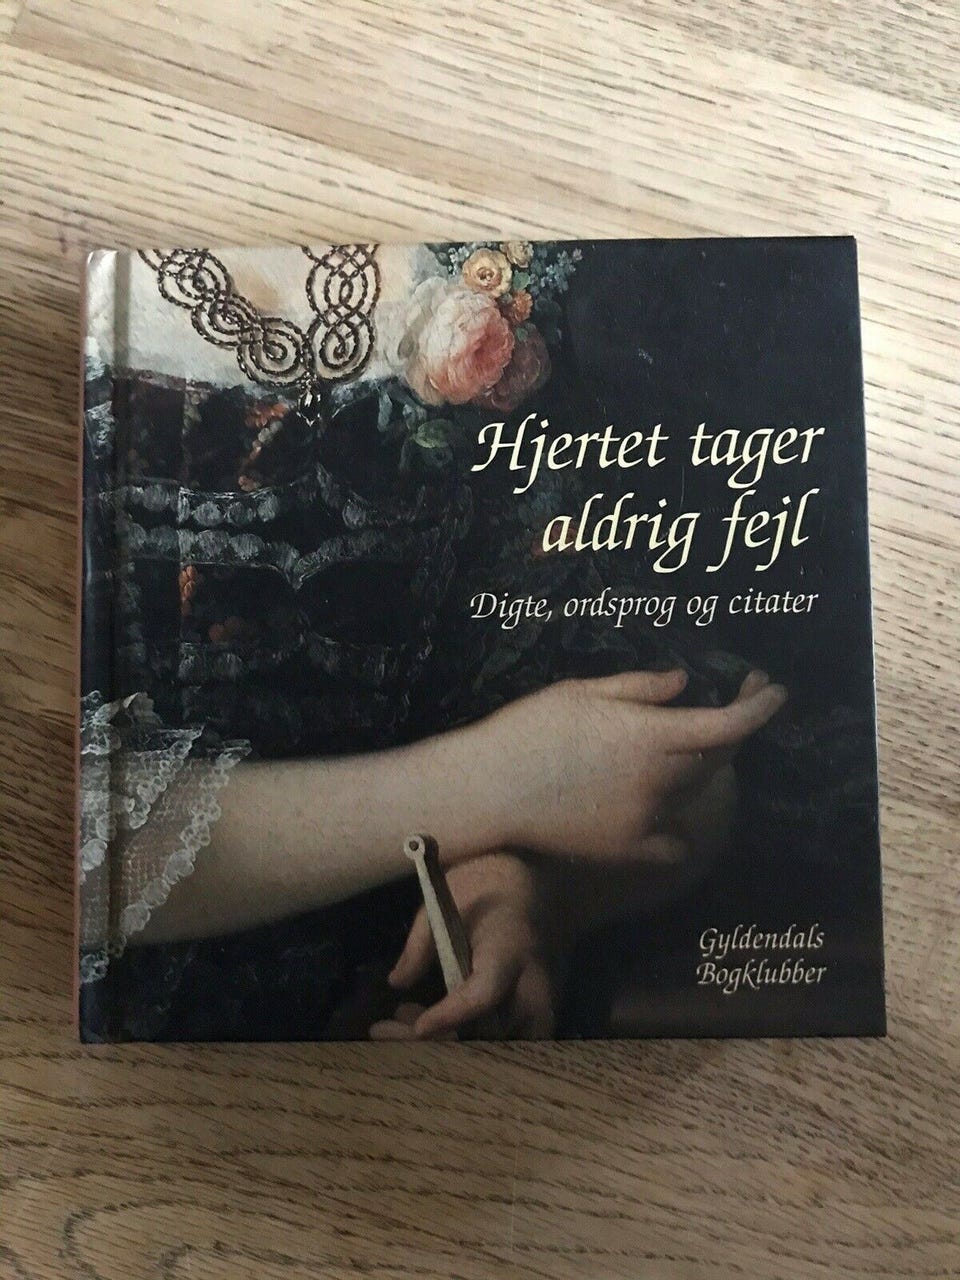 Hjertet tager
aldrig fejl
Digte, ordsprog og citater
Gyldendals
Bogklubber